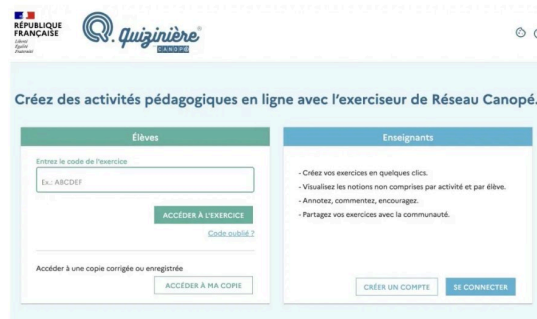 RÉPUBLIQUE
FRANÇAISE
Liberté
Égalité
Fraternité
Quizinière
CANOPÉ
Créez des activités pédagogiques en ligne avec l'exerciseur de Réseau Canopé.
Élèves
Entrez le code de l'exercice
Ex.: ABCDEF
ACCÉDER À L'EXERCICE
Code oublié ?
Accéder à une copie corrigée ou enregistrée
ACCÉDER À MA COPIE
Enseignants
- Créez vos exercices en quelques clics.
- Visualisez les notions non comprises par activité et par élève.
- Annotez, commentez, encouragez.
- Partagez vos exercices avec la communauté.
CRÉER UN COMPTE
SE CONNECTER